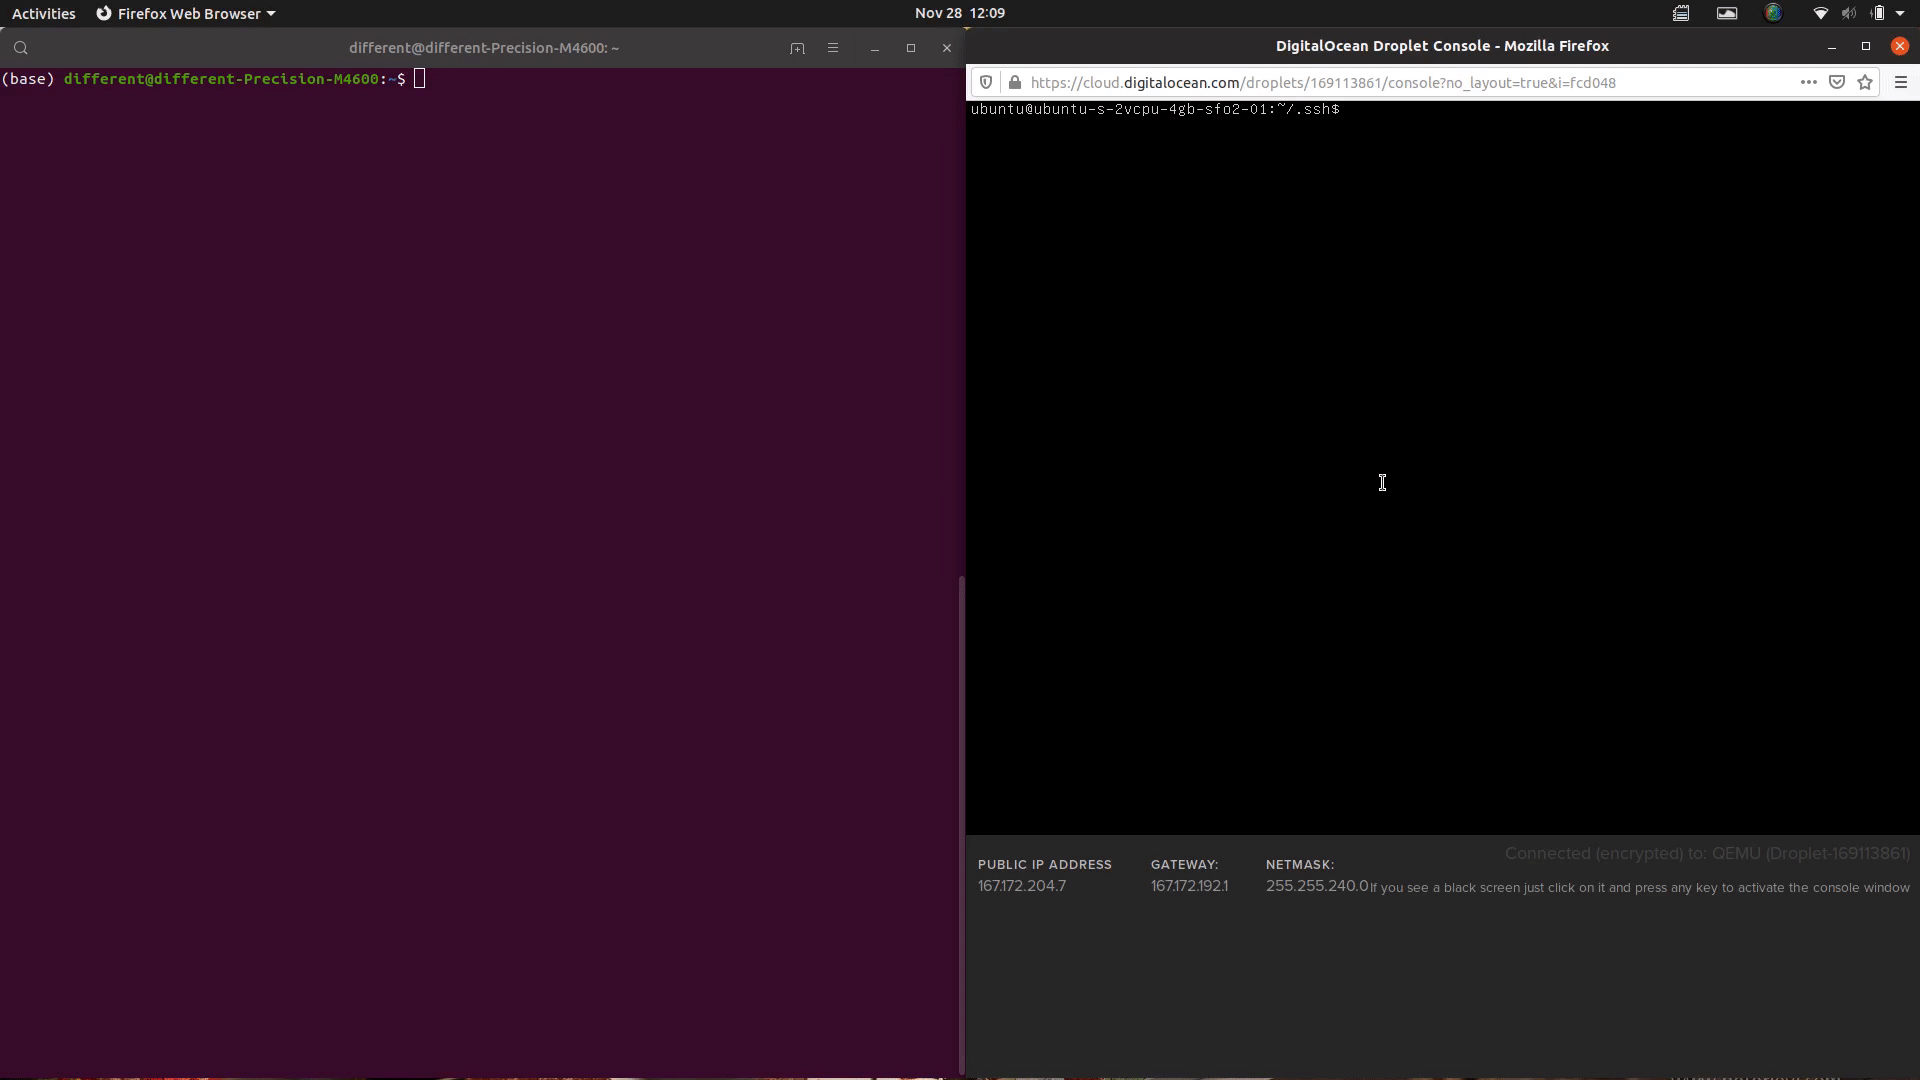 Activities
Firefox Web Browser
Nov 28 12:09
different@different-Precision-M4600: ~
(base) different@different-Precision-M4600:~$
DigitalOcean Droplet Console - Mozilla Firefox
https://cloud.digitalocean.com/droplets/169113861/console?no_layout=true&i=fcd048
ubuntu@ubuntu-s-2vcpu-4gb-sfo2-01:~/.ssh$
Connected (encrypted) to: QEMU (Droplet-169113861)
PUBLIC IP ADDRESS GATEWAY: NETMASK:
167.172.204.7 167.172.192.1 255.255.240.0
If you see a black screen just click on it and press any key to activate the console window